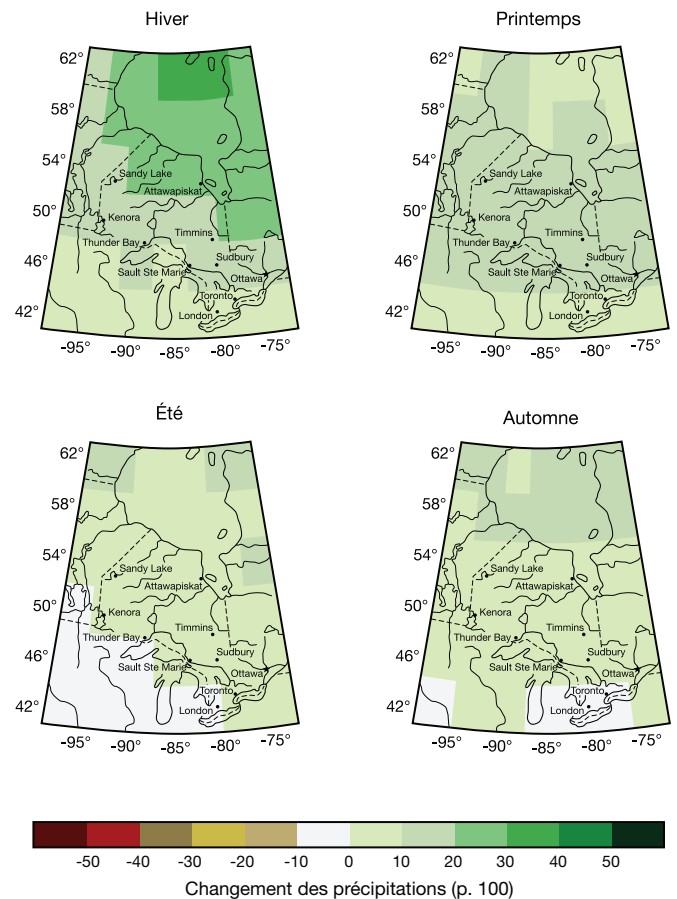 Hiver
62°
58°
54°
50°
46°
42°
Sandy Lake
Attawapiskat
Kenora
Timmins
Thunder Bay
Sudbury
Sault Ste Marie
Ottawa
Toronto
London
-95°
-90°
-85°
-80°
-75°
Printemps
62°
58°
54°
50°
46°
42°
Sandy Lake
Attawapiskat
Kenora
Timmins
Thunder Bay
Sudbury
Sault Ste Marie
Ottawa
Toronto
London
-95°
-90°
-85°
-80°
-75°
Été
62°
58°
54°
50°
46°
42°
Sandy Lake
Attawapiskat
Kenora
Timmins
Thunder Bay
Sudbury
Sault Ste Marie
Ottawa
Toronto
London
-95°
-90°
-85°
-80°
-75°
Automne
62°
58°
54°
50°
46°
42°
Sandy Lake
Attawapiskat
Kenora
Timmins
Thunder Bay
Sudbury
Sault Ste Marie
Ottawa
Toronto
London
-95°
-90°
-85°
-80°
-75°
-50 -40 -30 -20 -10 0 10 20 30 40 50
Changement des précipitations (p. 100)